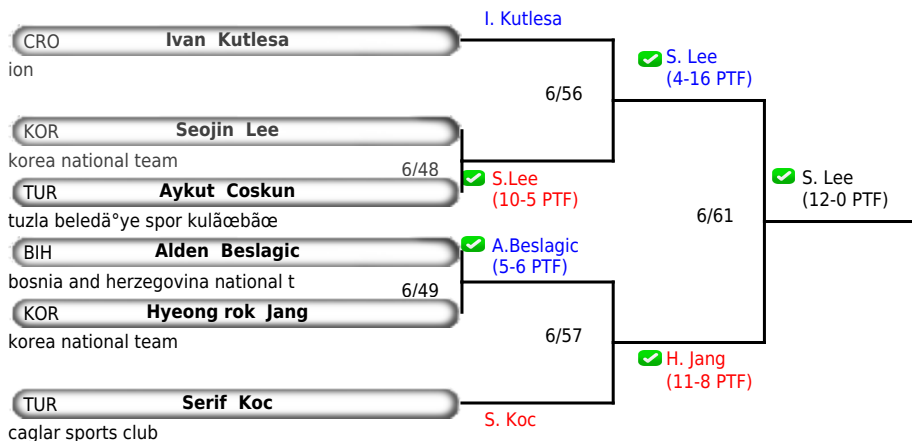 I. Kutlesa
CRO Ivan Kutlesa
ion
S. Lee
(4-16 PTF)
6/56
KOR Seojin Lee
korea national team
6/48
S.Lee
(10-5 PTF)
TUR Aykut Coskun
tuzla beledä°ye spor kulãœbãœ
S. Lee
(12-0 PTF)
6/61
BIH Alden Beslagic
A.Beslagic
(5-6 PTF)
bosnia and herzegovina national t
6/49
KOR Hyeong rok Jang
korea national team
6/57
H. Jang
(11-8 PTF)
TUR Serif Koc
S. Koc
caglar sports club